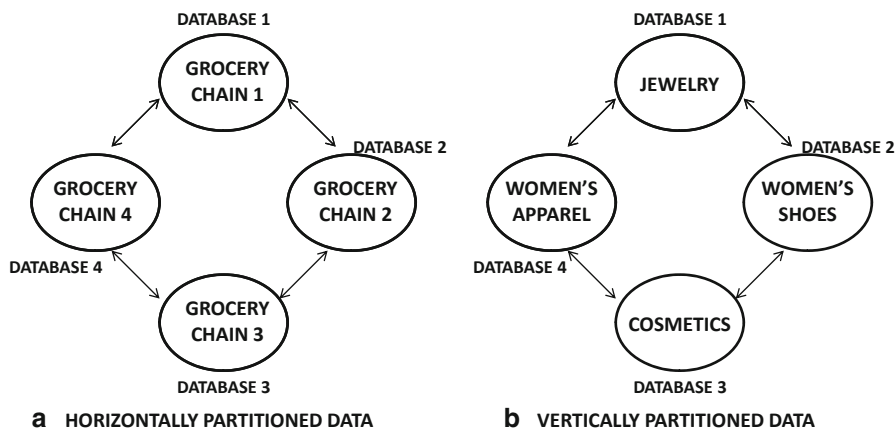 DATABASE 1
GROCERY
CHAIN 1
DATABASE 2
GROCERY
CHAIN 4
GROCERY
CHAIN 2
DATABASE 4
GROCERY
CHAIN 3
DATABASE 3
a HORIZONTALLY PARTITIONED DATA
DATABASE 1
JEWELRY
DATABASE 2
WOMEN'S
APPAREL
WOMEN'S
SHOES
DATABASE 4
COSMETICS
DATABASE 3
b VERTICALLY PARTITIONED DATA